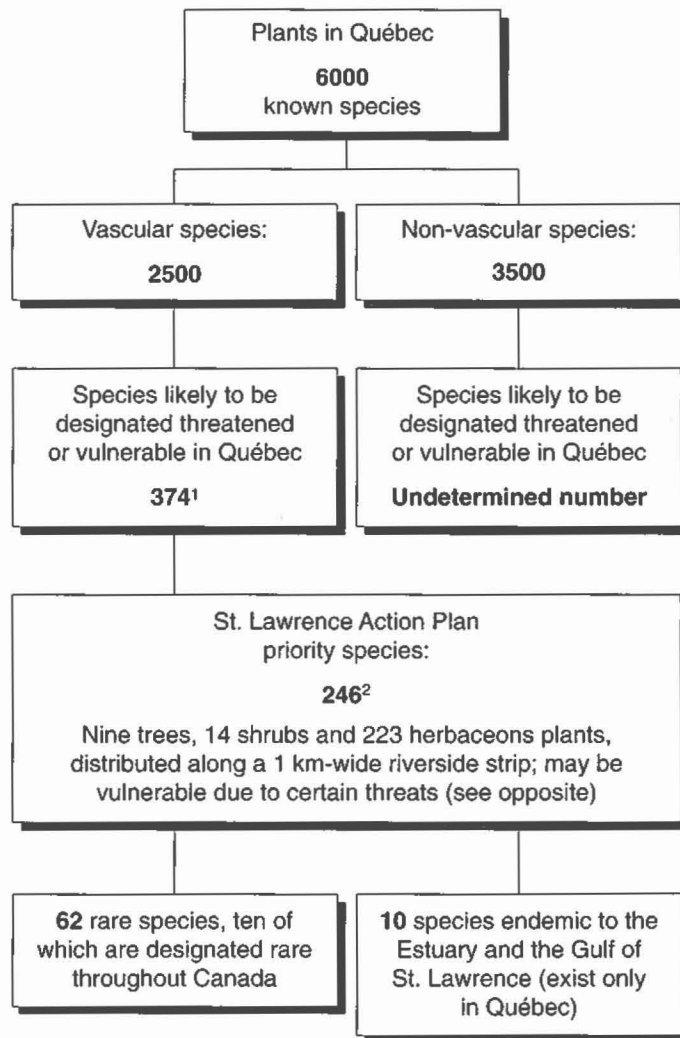 Plants in Québec
6000
known species
Vascular species:
2500
Non-vascular species:
3500
Species likely to be
designated threatened
or vulnerable in Québec
374¹
Species likely to be
designated threatened
or vulnerable in Québec
Undetermined number
St. Lawrence Action Plan
priority species:
246²
Nine trees, 14 shrubs and 223 herbaceons plants,
distributed along a 1 km-wide riverside strip; may be
vulnerable due to certain threats (see opposite)
62 rare species, ten of
which are designated rare
throughout Canada
10 species endemic to the
Estuary and the Gulf of
St. Lawrence (exist only
in Québec)